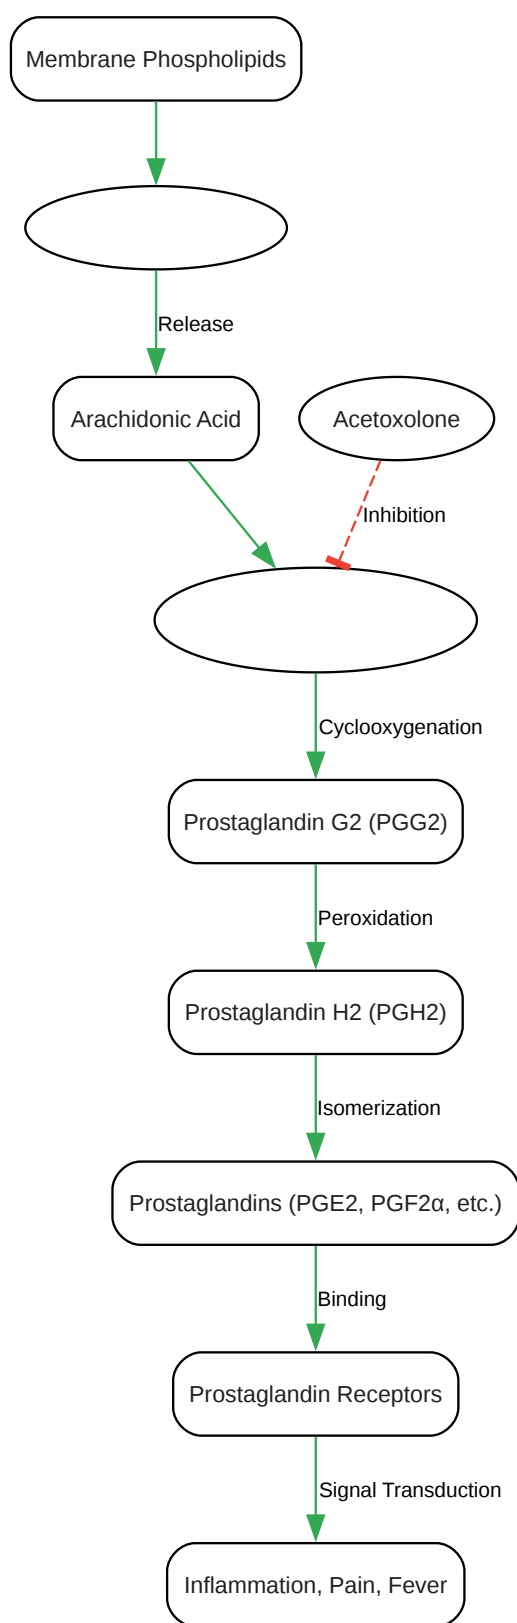 Membrane Phospholipids
Release
Arachidonic Acid
Acetoxolone
Inhibition
Cyclooxygenation
Prostaglandin G2 (PGG2)
Peroxidation
Prostaglandin H2 (PGH2)
Isomerization
Prostaglandins (PGE2, PGF2α, etc.)
Binding
Prostaglandin Receptors
Signal Transduction
Inflammation, Pain, Fever